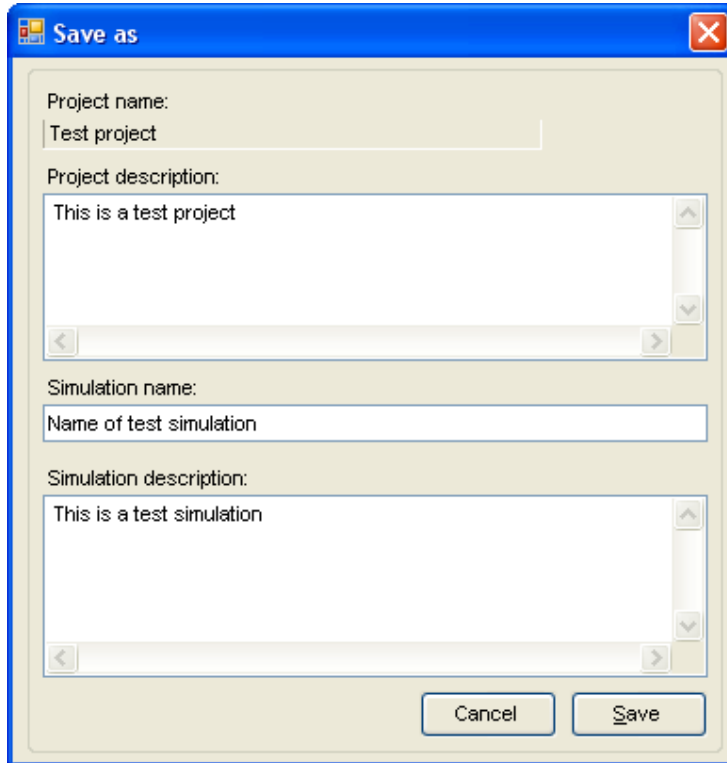 Save as
Project name:
Test project
Project description:
This is a test project
Simulation name:
Name of test simulation
Simulation description:
This is a test simulation
Cancel Save